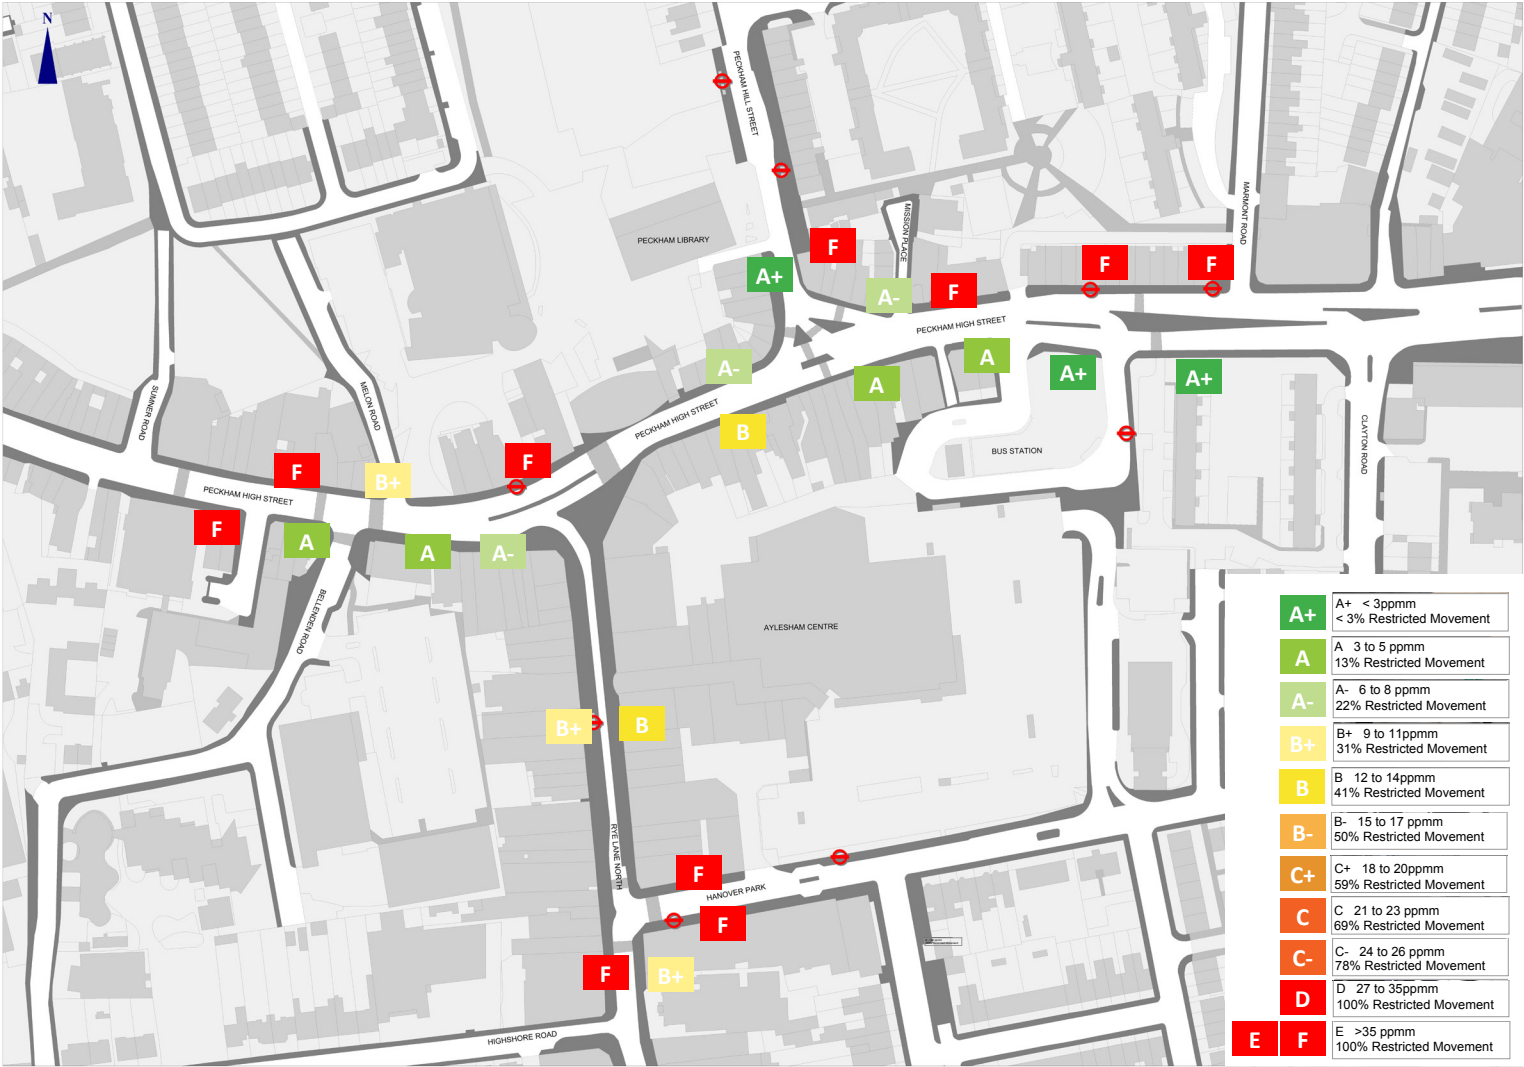 N
PECKHAM HILL STREET
MARMONT ROAD
MISSION PLACE
PECKHAM LIBRARY
F
F
F
A+
A-
F
PECKHAM HIGH STREET
A-
A
A
A+
A+
SUMNER ROAD
MELON ROAD
PECKHAM HIGH STREET
B
CLAYTON ROAD
BUS STATION
F
F
B+
PECKHAM HIGH STREET
F
A
A
A-
BELLENDEN ROAD
AYLESHAM CENTRE
B+
B
RYE LANE NORTH
F
HANOVER PARK
F
F
B+
HIGHSHORE ROAD
A+
A+ < 3ppmm
< 3% Restricted Movement
A
A 3 to 5 ppmm
13% Restricted Movement
A-
A- 6 to 8 ppmm
22% Restricted Movement
B+
B+ 9 to 11ppmm
31% Restricted Movement
B
B 12 to 14ppmm
41% Restricted Movement
B-
B- 15 to 17 ppmm
50% Restricted Movement
C+
C+ 18 to 20ppmm
59% Restricted Movement
C
C 21 to 23 ppmm
69% Restricted Movement
C-
C- 24 to 26 ppmm
78% Restricted Movement
D
D 27 to 35ppmm
100% Restricted Movement
E F
E >35 ppmm
100% Restricted Movement